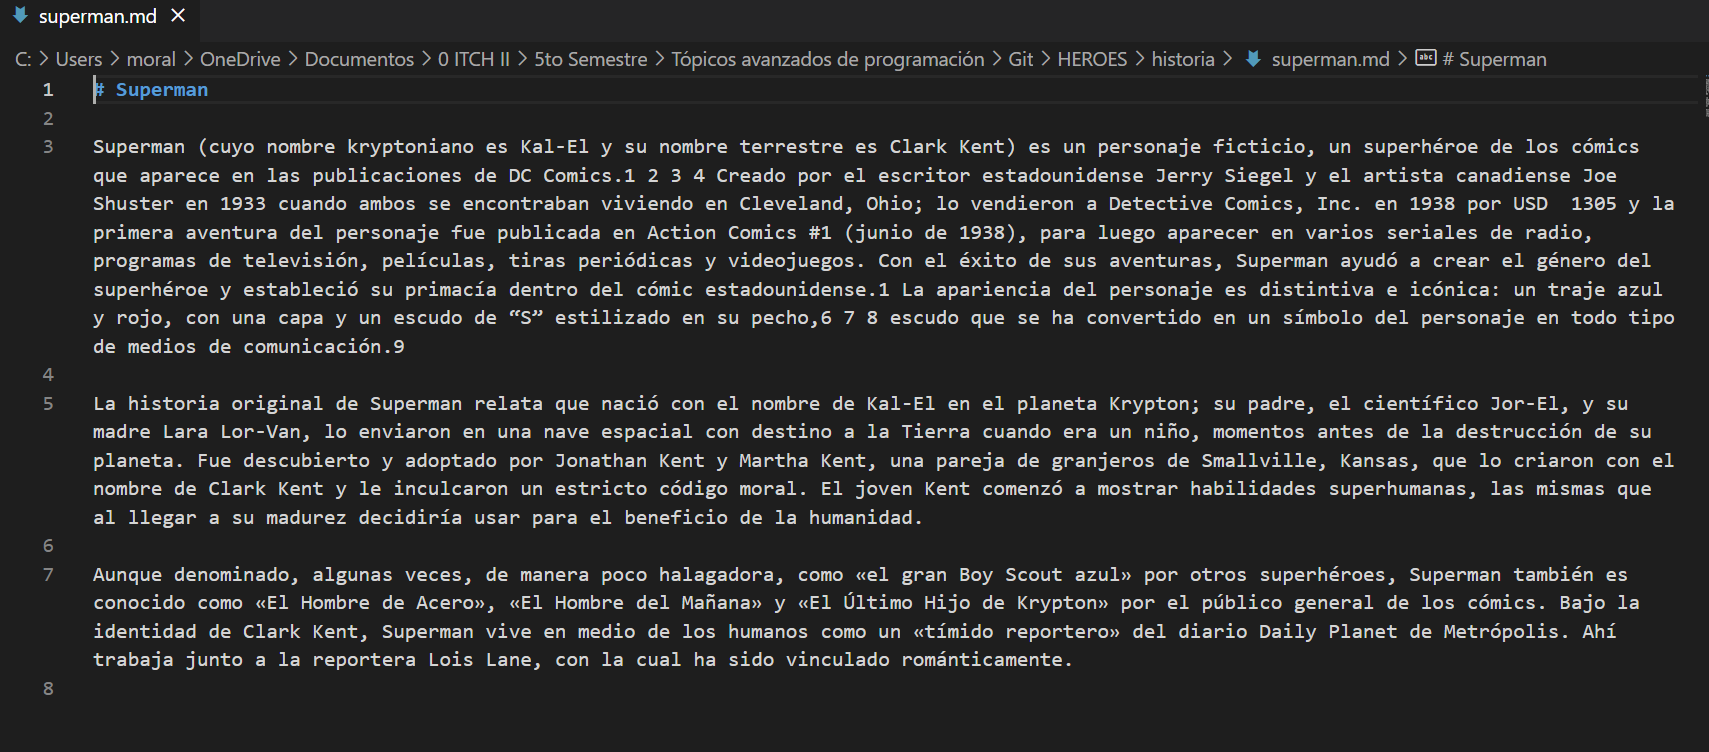 superman.md ×
C: > Users > moral > OneDrive > Documentos > 0 ITCH II > 5to Semestre > Tópicos avanzados de programación > Git > HEROES > historia > superman.md > abc # Superman
1 # Superman
2
3 Superman (cuyo nombre kryptoniano es Kal-El y su nombre terrestre es Clark Kent) es un personaje ficticio, un superhéroe de los cómics
que aparece en las publicaciones de DC Comics.1 2 3 4 Creado por el escritor estadounidense Jerry Siegel y el artista canadiense Joe
Shuster en 1933 cuando ambos se encontraban viviendo en Cleveland, Ohio; lo vendieron a Detective Comics, Inc. en 1938 por USD  1305 y la
primera aventura del personaje fue publicada en Action Comics #1 (junio de 1938), para luego aparecer en varios seriales de radio,
programas de televisión, películas, tiras periódicas y videojuegos. Con el éxito de sus aventuras, Superman ayudó a crear el género del
superhéroe y estableció su primacía dentro del cómic estadounidense.1 La apariencia del personaje es distintiva e icónica: un traje azul
y rojo, con una capa y un escudo de “S” estilizado en su pecho,6 7 8 escudo que se ha convertido en un símbolo del personaje en todo tipo
de medios de comunicación.9
4
5 La historia original de Superman relata que nació con el nombre de Kal-El en el planeta Krypton; su padre, el científico Jor-El, y su
madre Lara Lor-Van, lo enviaron en una nave espacial con destino a la Tierra cuando era un niño, momentos antes de la destrucción de su
planeta. Fue descubierto y adoptado por Jonathan Kent y Martha Kent, una pareja de granjeros de Smallville, Kansas, que lo criaron con el
nombre de Clark Kent y le inculcaron un estricto código moral. El joven Kent comenzó a mostrar habilidades superhumanas, las mismas que
al llegar a su madurez decidiría usar para el beneficio de la humanidad.
6
7 Aunque denominado, algunas veces, de manera poco halagadora, como «el gran Boy Scout azul» por otros superhéroes, Superman también es
conocido como «El Hombre de Acero», «El Hombre del Mañana» y «El Último Hijo de Krypton» por el público general de los cómics. Bajo la
identidad de Clark Kent, Superman vive en medio de los humanos como un «tímido reportero» del diario Daily Planet de Metrópolis. Ahí
trabaja junto a la reportera Lois Lane, con la cual ha sido vinculado románticamente.
8